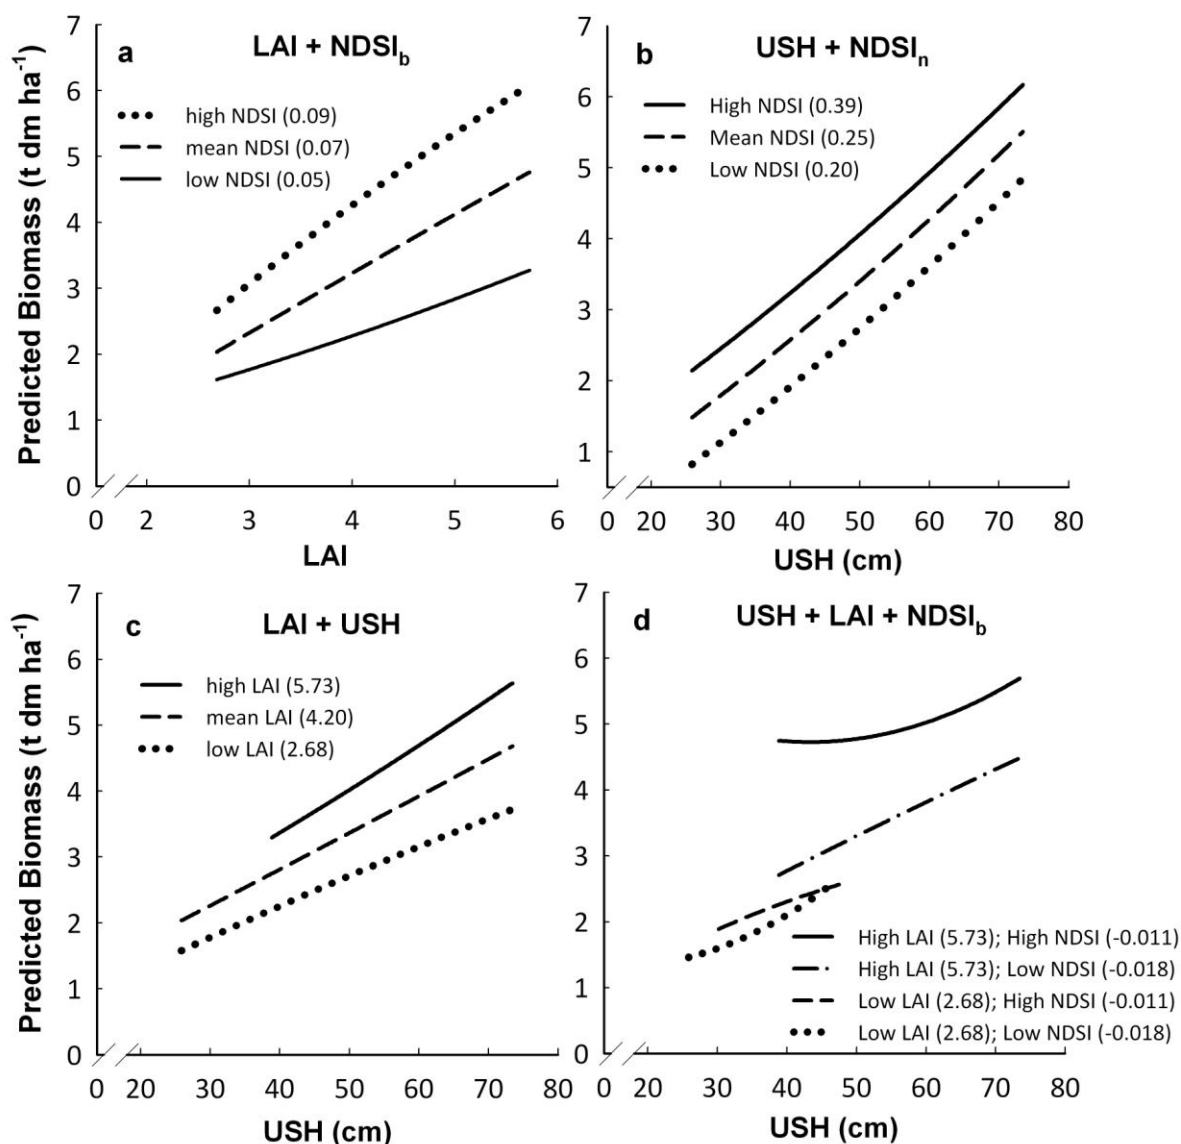 a
LAI + NDSI_b
high NDSI (0.09)
mean NDSI (0.07)
low NDSI (0.05)
Predicted Biomass (t dm ha⁻¹)
7
6
5
4
3
2
1
0
0 2 3 4 5 6
LAI
b
USH + NDSI_n
High NDSI (0.39)
Mean NDSI (0.25)
Low NDSI (0.20)
7
6
5
4
3
2
1
0 20 30 40 50 60 70 80
USH (cm)
c
LAI + USH
high LAI (5.73)
mean LAI (4.20)
low LAI (2.68)
Predicted Biomass (t dm ha⁻¹)
7
6
5
4
3
2
1
0
0 20 30 40 50 60 70 80
USH (cm)
d
USH + LAI + NDSI_b
7
6
5
4
3
2
1
0
High LAI (5.73); High NDSI (-0.011)
High LAI (5.73); Low NDSI (-0.018)
Low LAI (2.68); High NDSI (-0.011)
Low LAI (2.68); Low NDSI (-0.018)
0 20 30 40 50 60 70 80
USH (cm)